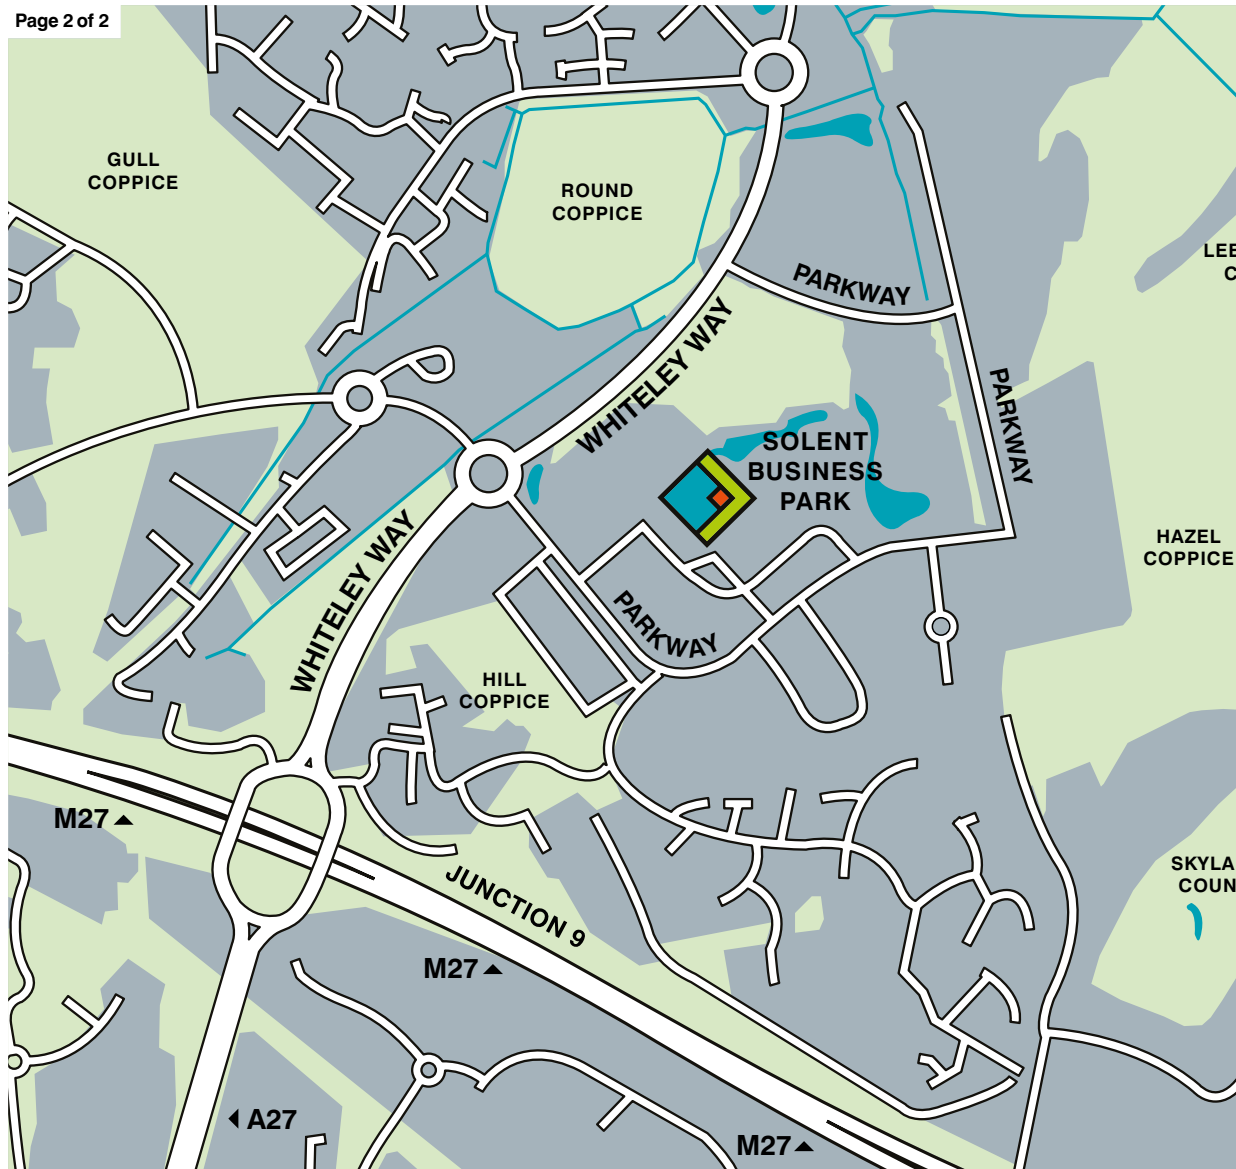 Page 2 of 2
GULL
COPPICE
ROUND
COPPICE
LEE
C
PARKWAY
WHITELEY WAY
PARKWAY
SOLENT
BUSINESS
PARK
HAZEL
COPPICE
WHITELEY WAY
PARKWAY
HILL
COPPICE
M27
JUNCTION 9
SKYLA
COUN
M27
A27
M27